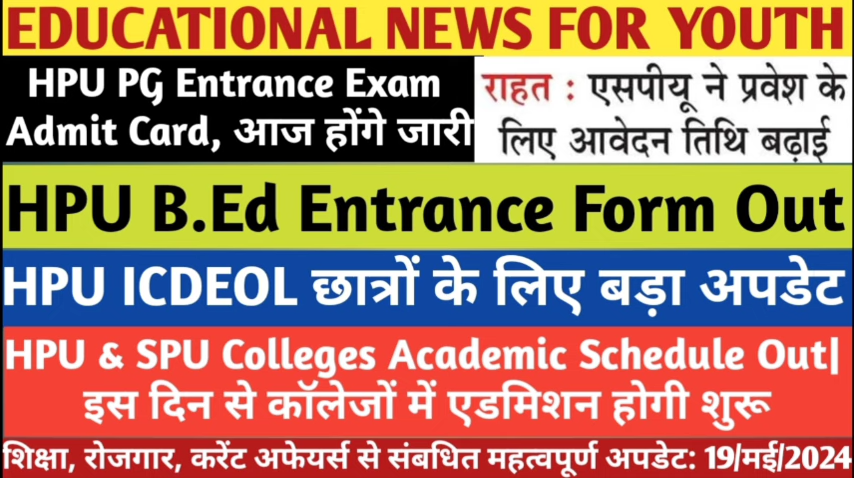 EDUCATIONAL NEWS FOR YOUTH
HPU PG Entrance Exam
Admit Card, आज होंगे जारी
राहत : एसपीयू ने प्रवेश के
लिए आवेदन तिथि बढ़ाई
HPU B.Ed Entrance Form Out
HPU ICDEOL छात्रों के लिए बड़ा अपडेट
HPU & SPU Colleges Academic Schedule Out|
इस दिन से कॉलेजों में एडमिशन होगी शुरू
शिक्षा, रोजगार, करेंट अफेयर्स से संबधित महत्वपूर्ण अपडेट: 19/मई/2024